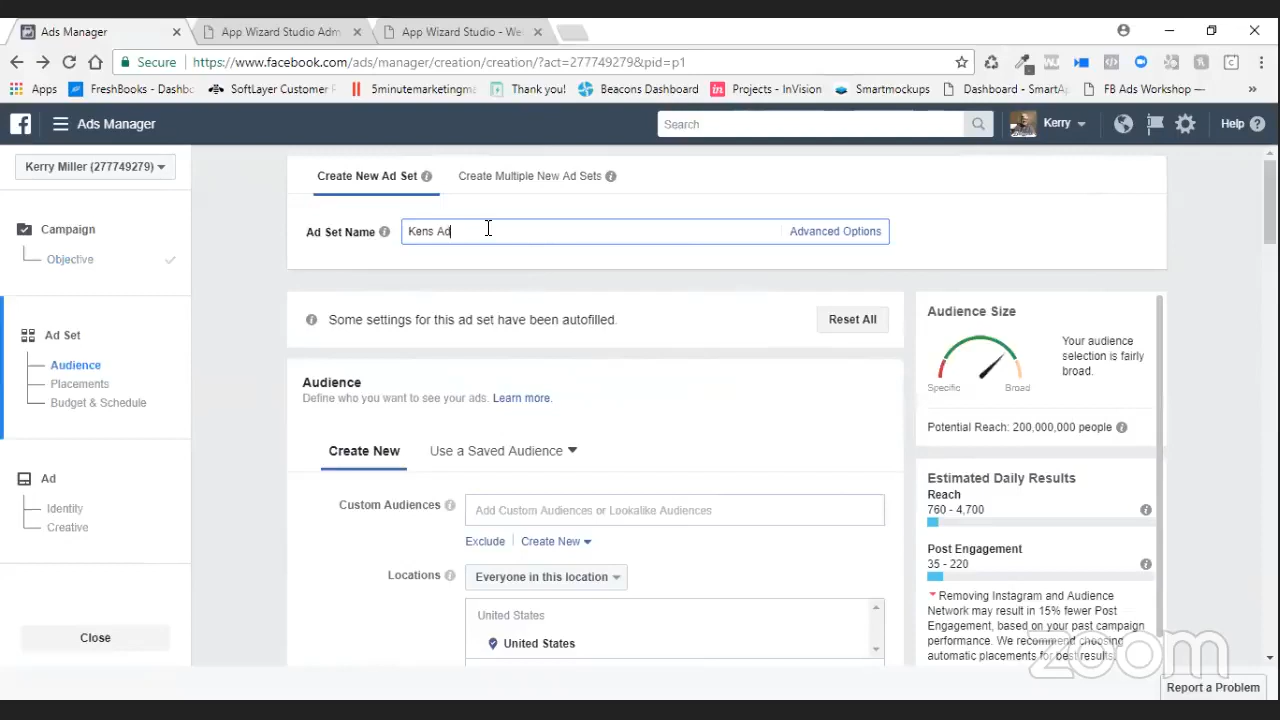 Ads Manager
App Wizard Studio Adm
App Wizard Studio - We
Secure
https://www.facebook.com/ads/manager/creation/creation/?act=277749279&pid=p1
Apps
FreshBooks - Dashbo
SoftLayer Customer
5minutemarketing
Thank you!
Beacons Dashboard
Projects - InVision
Smartmockups
Dashboard - SmartA
FB Ads Workshop —
Ads Manager
Search
Kerry
Help
Kerry Miller (277749279)
Create New Ad Set
Create Multiple New Ad Sets
Ad Set Name
Kens Ad
Advanced Options
Campaign
Objective
Ad Set
Audience
Placements
Budget & Schedule
Ad
Identity
Creative
Close
Some settings for this ad set have been autofilled.
Reset All
Audience
Define who you want to see your ads. Learn more.
Create New
Use a Saved Audience
Custom Audiences
Add Custom Audiences or Lookalike Audiences
Exclude
Create New
Locations
Everyone in this location
United States
United States
Audience Size
Specific
Broad
Your audience
selection is fairly
broad.
Potential Reach: 200,000,000 people
Estimated Daily Results
Reach
760 - 4,700
Post Engagement
35 - 220
Removing Instagram and Audience
Network may result in 15% fewer Post
Engagement, based on your past campaign
performance. We recommend choosing
automatic placements for best results.
zoom
Report a Problem